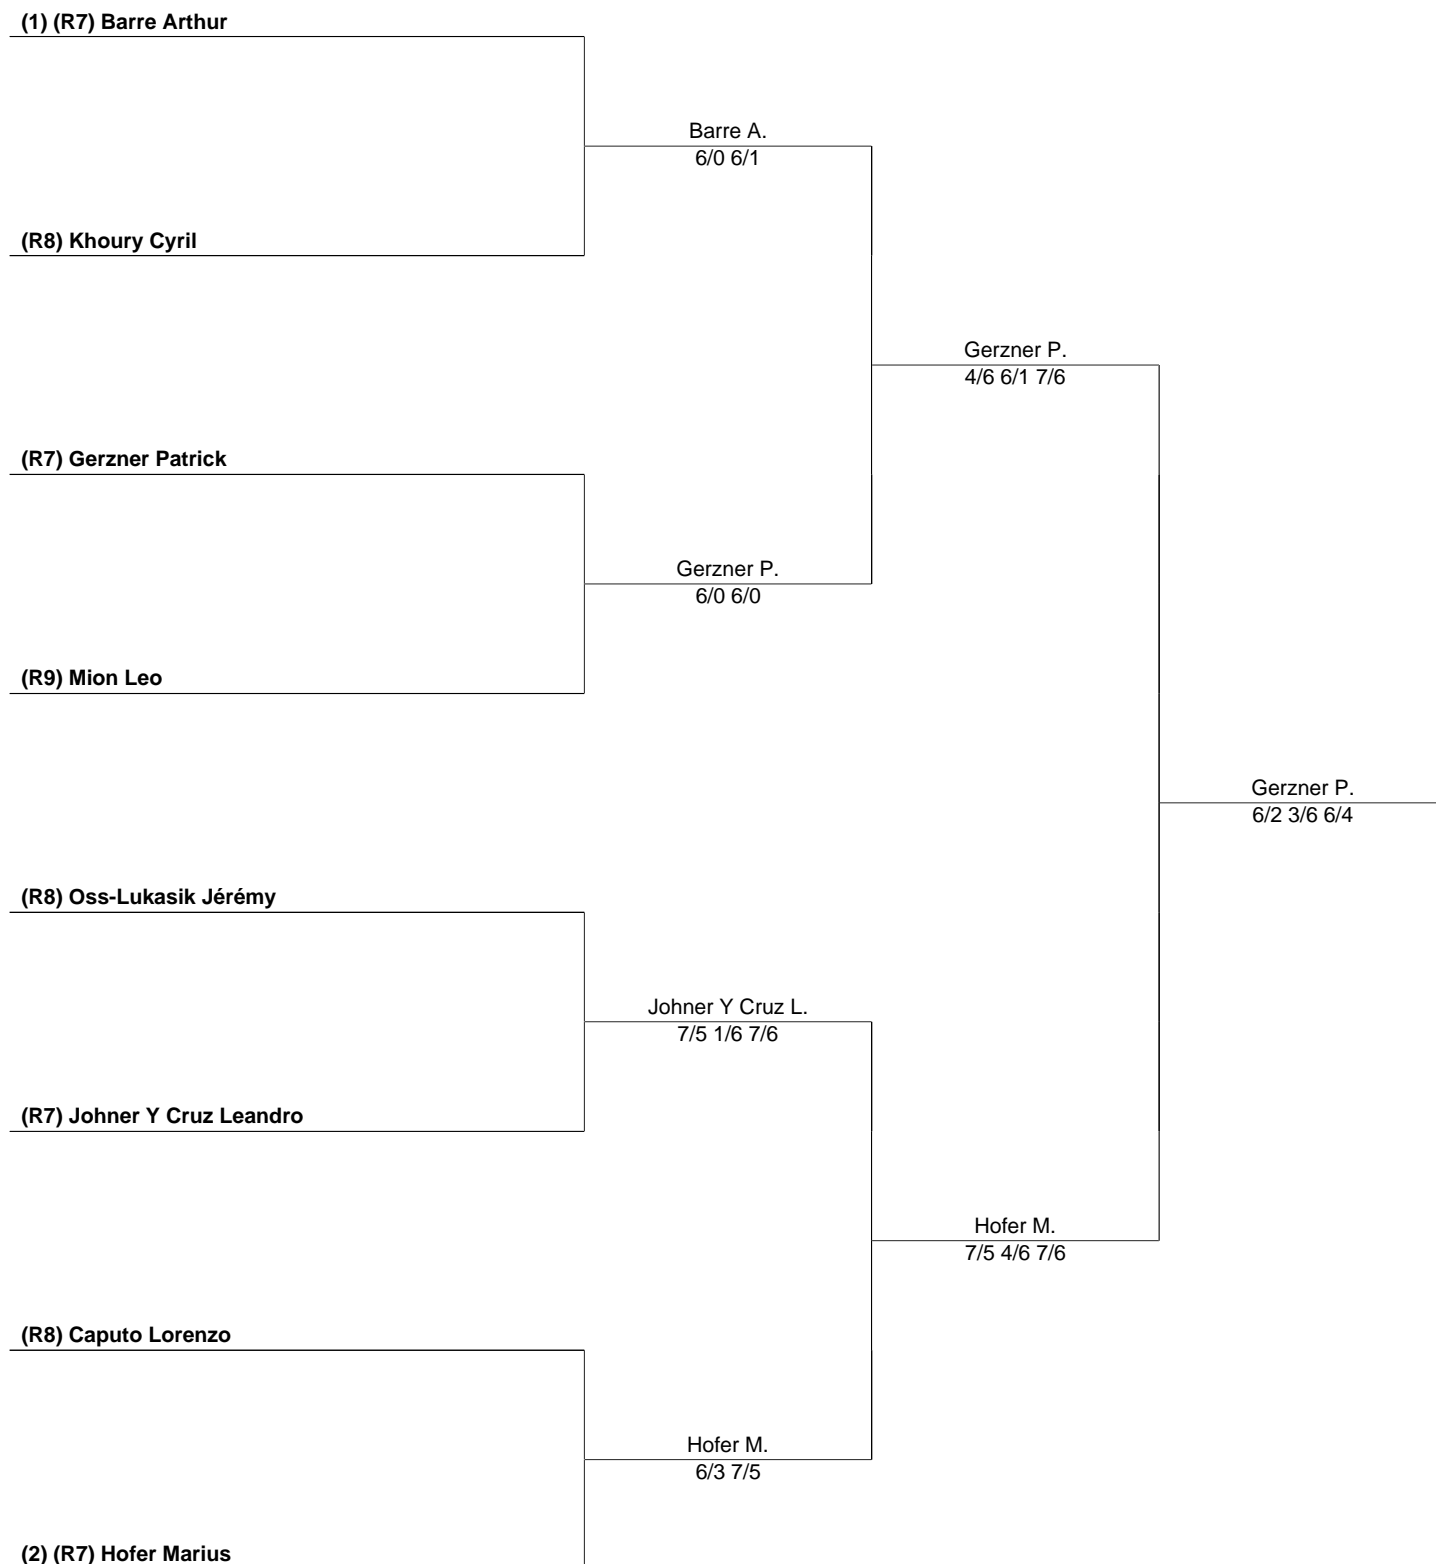 (1) (R7) Barre Arthur
Barre A.
6/0 6/1
(R8) Khoury Cyril
Gerzner P.
4/6 6/1 7/6
(R7) Gerzner Patrick
Gerzner P.
6/0 6/0
(R9) Mion Leo
Gerzner P.
6/2 3/6 6/4
(R8) Oss-Lukasik Jérémy
Johner Y Cruz L.
7/5 1/6 7/6
(R7) Johner Y Cruz Leandro
Hofer M.
7/5 4/6 7/6
(R8) Caputo Lorenzo
Hofer M.
6/3 7/5
(2) (R7) Hofer Marius